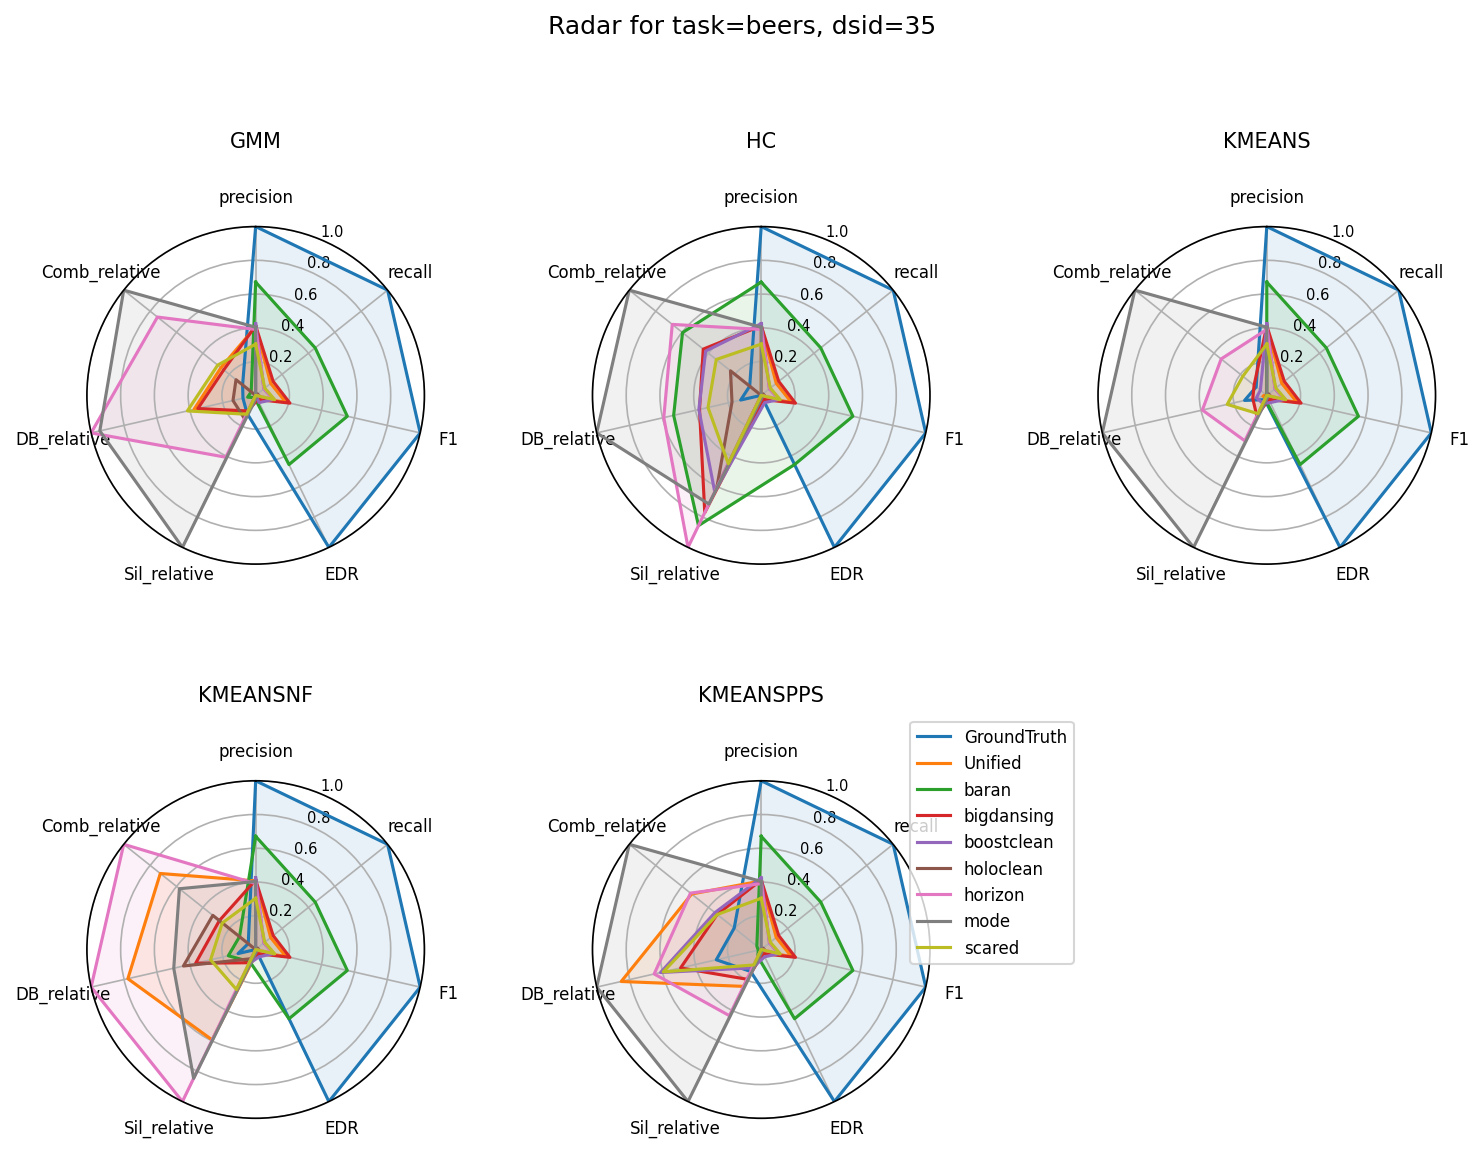 Radar for task=beers, dsid=35
GMM
precision
recall
F1
EDR
Sil_relative
DB_relative
Comb_relative
0.2
0.4
0.6
0.8
1.0
HC
precision
recall
F1
EDR
Sil_relative
DB_relative
Comb_relative
0.2
0.4
0.6
0.8
1.0
KMEANS
precision
recall
F1
EDR
Sil_relative
DB_relative
Comb_relative
0.2
0.4
0.6
0.8
1.0
KMEANSNF
precision
recall
F1
EDR
Sil_relative
DB_relative
Comb_relative
0.2
0.4
0.6
0.8
1.0
KMEANSPPS
precision
recall
F1
EDR
Sil_relative
DB_relative
Comb_relative
0.2
0.4
0.6
0.8
1.0
GroundTruth
Unified
baran
bigdansing
boostclean
holoclean
horizon
mode
scared